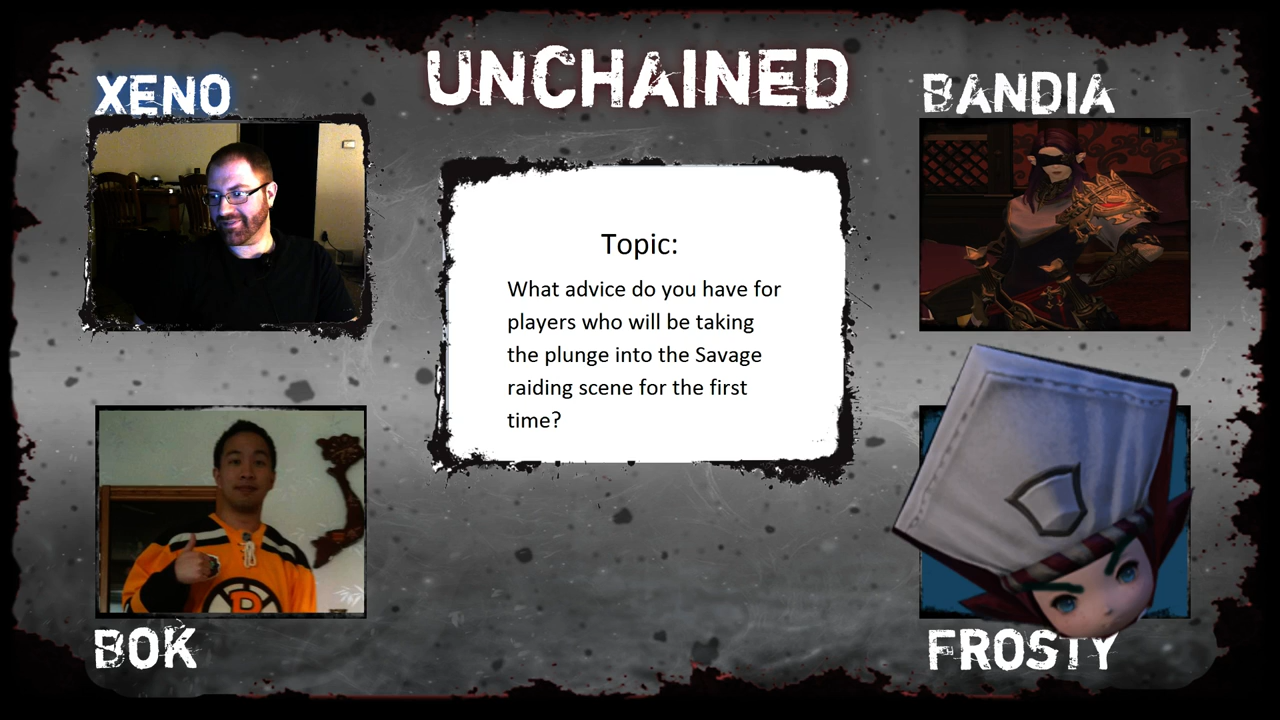 UNCHAINED
XENO
BANDIA
Topic:
What advice do you have for
players who will be taking
the plunge into the Savage
raiding scene for the first
time?
BOK
FROSTY